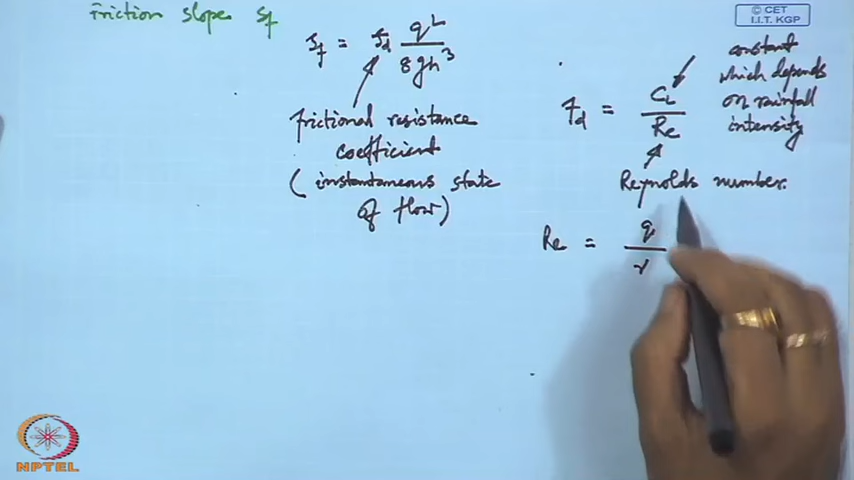 Friction slope Sf
Sf = fd q² / 8gh³
frictional resistance
coefficient
( instantaneous state
of flow)
fd = CL / Re
constant
which depends
on rainfall
intensity
Reynolds number.
Re = q / ν
© CET
I.I.T. KGP
NPTEL